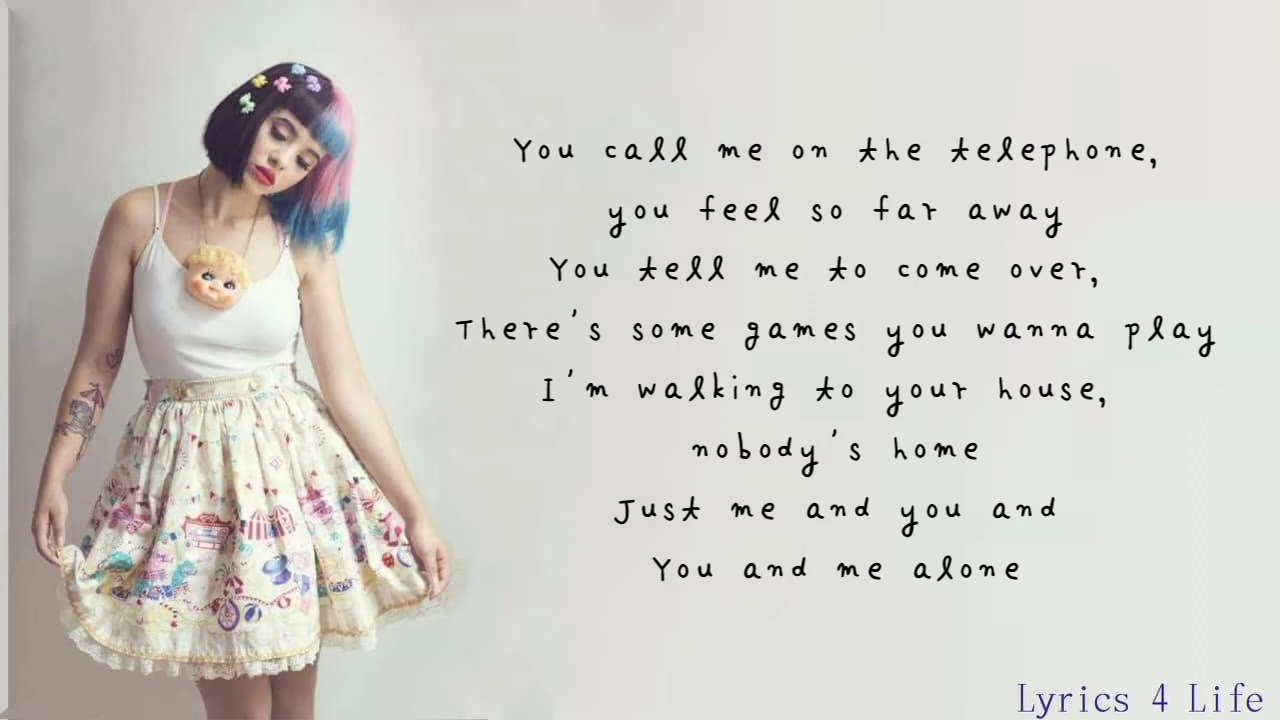 You call me on the telephone,
you feel so far away
You tell me to come over,
There's some games you wanna play
I'm walking to your house,
nobody's home
Just me and you and
You and me alone
Lyrics 4 Life